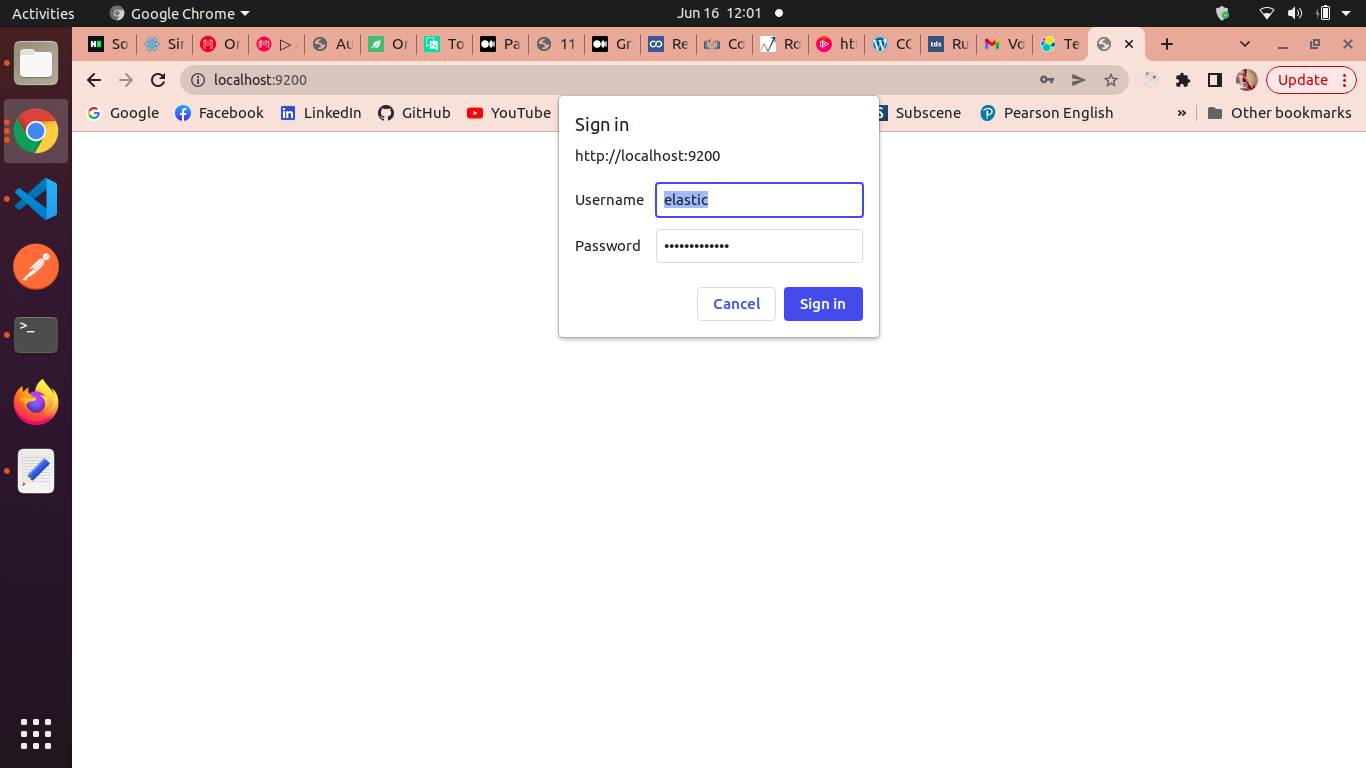 Activities
Google Chrome
Jun 16 12:01
So
Sir
Or
Au
Or
To
Pa
11
Gr
Re
Co
Ro
ht
CC
Ru
Vo
Te
localhost:9200
Update
Google
Facebook
LinkedIn
GitHub
YouTube
Subscene
Pearson English
»
Other bookmarks
Sign in
http://localhost:9200
Username
elastic
Password
•••••••••••••
Cancel
Sign in
>_